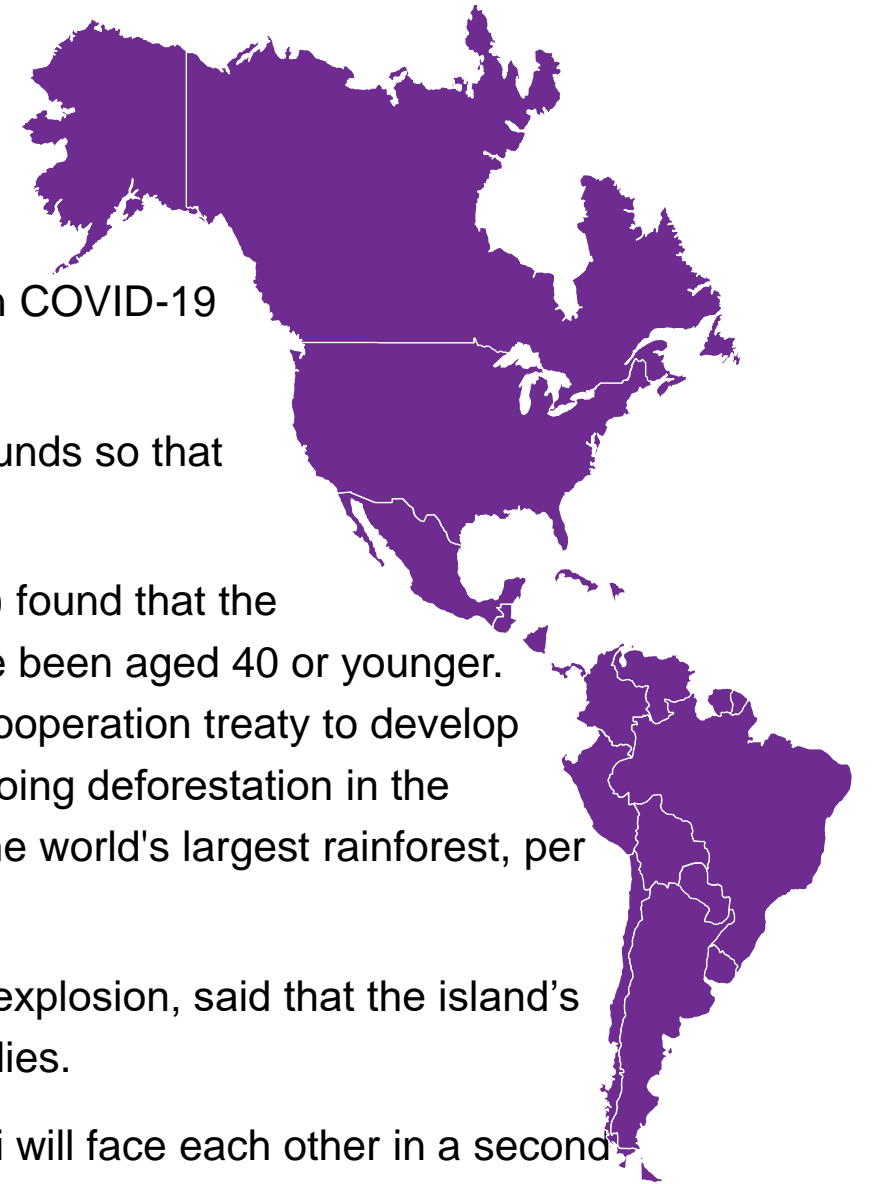 COVID-19
unds so that
found that the
been aged 40 or younger.
ooperation treaty to develop
oing deforestation in the
world's largest rainforest, per
explosion, said that the island’s
lies.
i will face each other in a second